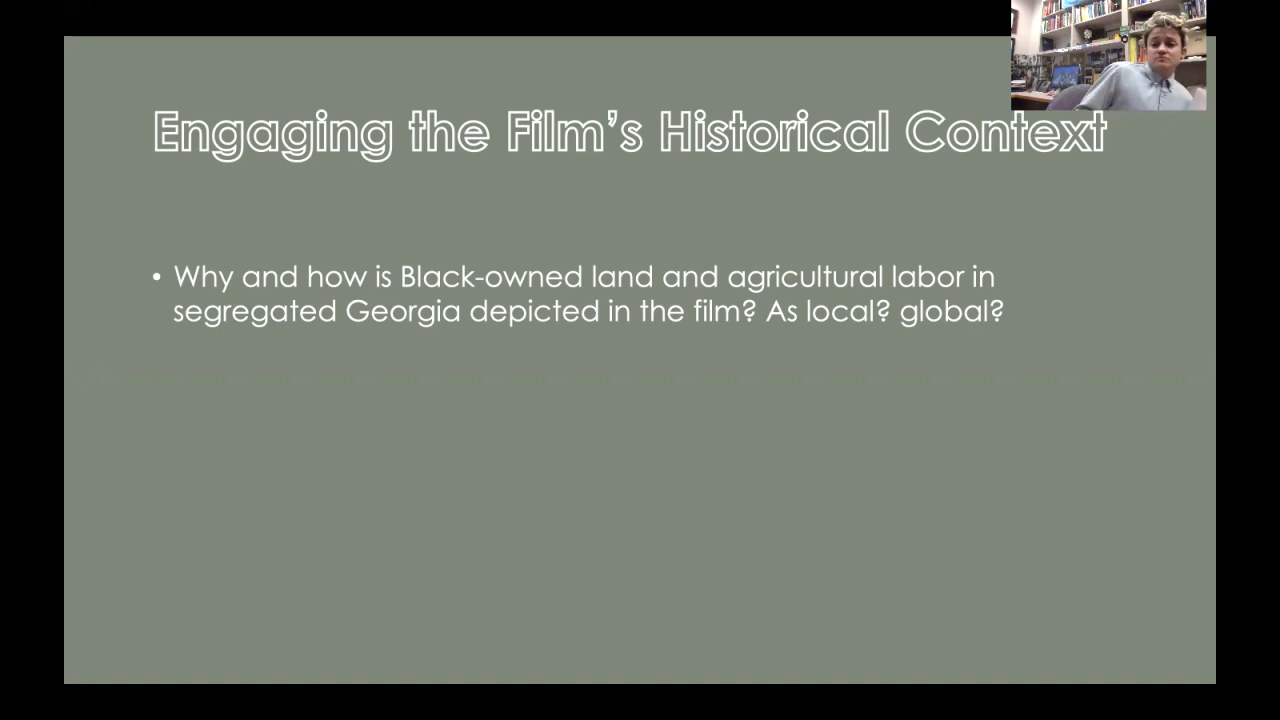 Engaging the Film’s Historical Context
• Why and how is Black-owned land and agricultural labor in
segregated Georgia depicted in the film? As local? global?